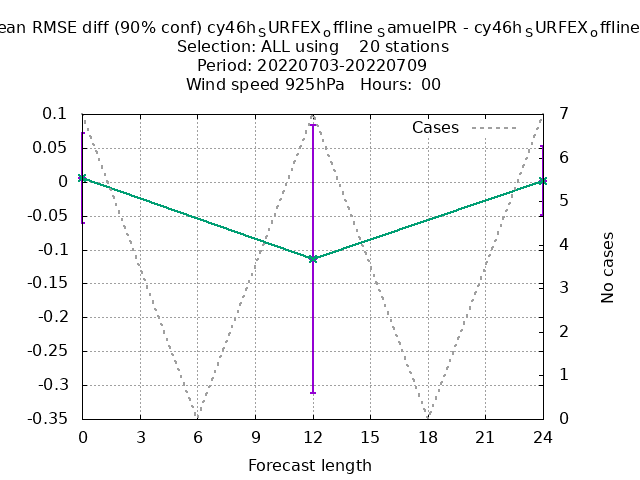 ean RMSE diff (90% conf) cy46hSURFEXoffline SamuelPR - cy46hSURFEXoffline
Selection: ALL using 20 stations
Period: 20220703-20220709
Wind speed 925hPa Hours: 00
Cases
0.1
0.05
0
-0.05
-0.1
-0.15
-0.2
-0.25
-0.3
-0.35
7
6
5
4
3
2
1
0
No cases
0 3 6 9 12 15 18 21 24
Forecast length